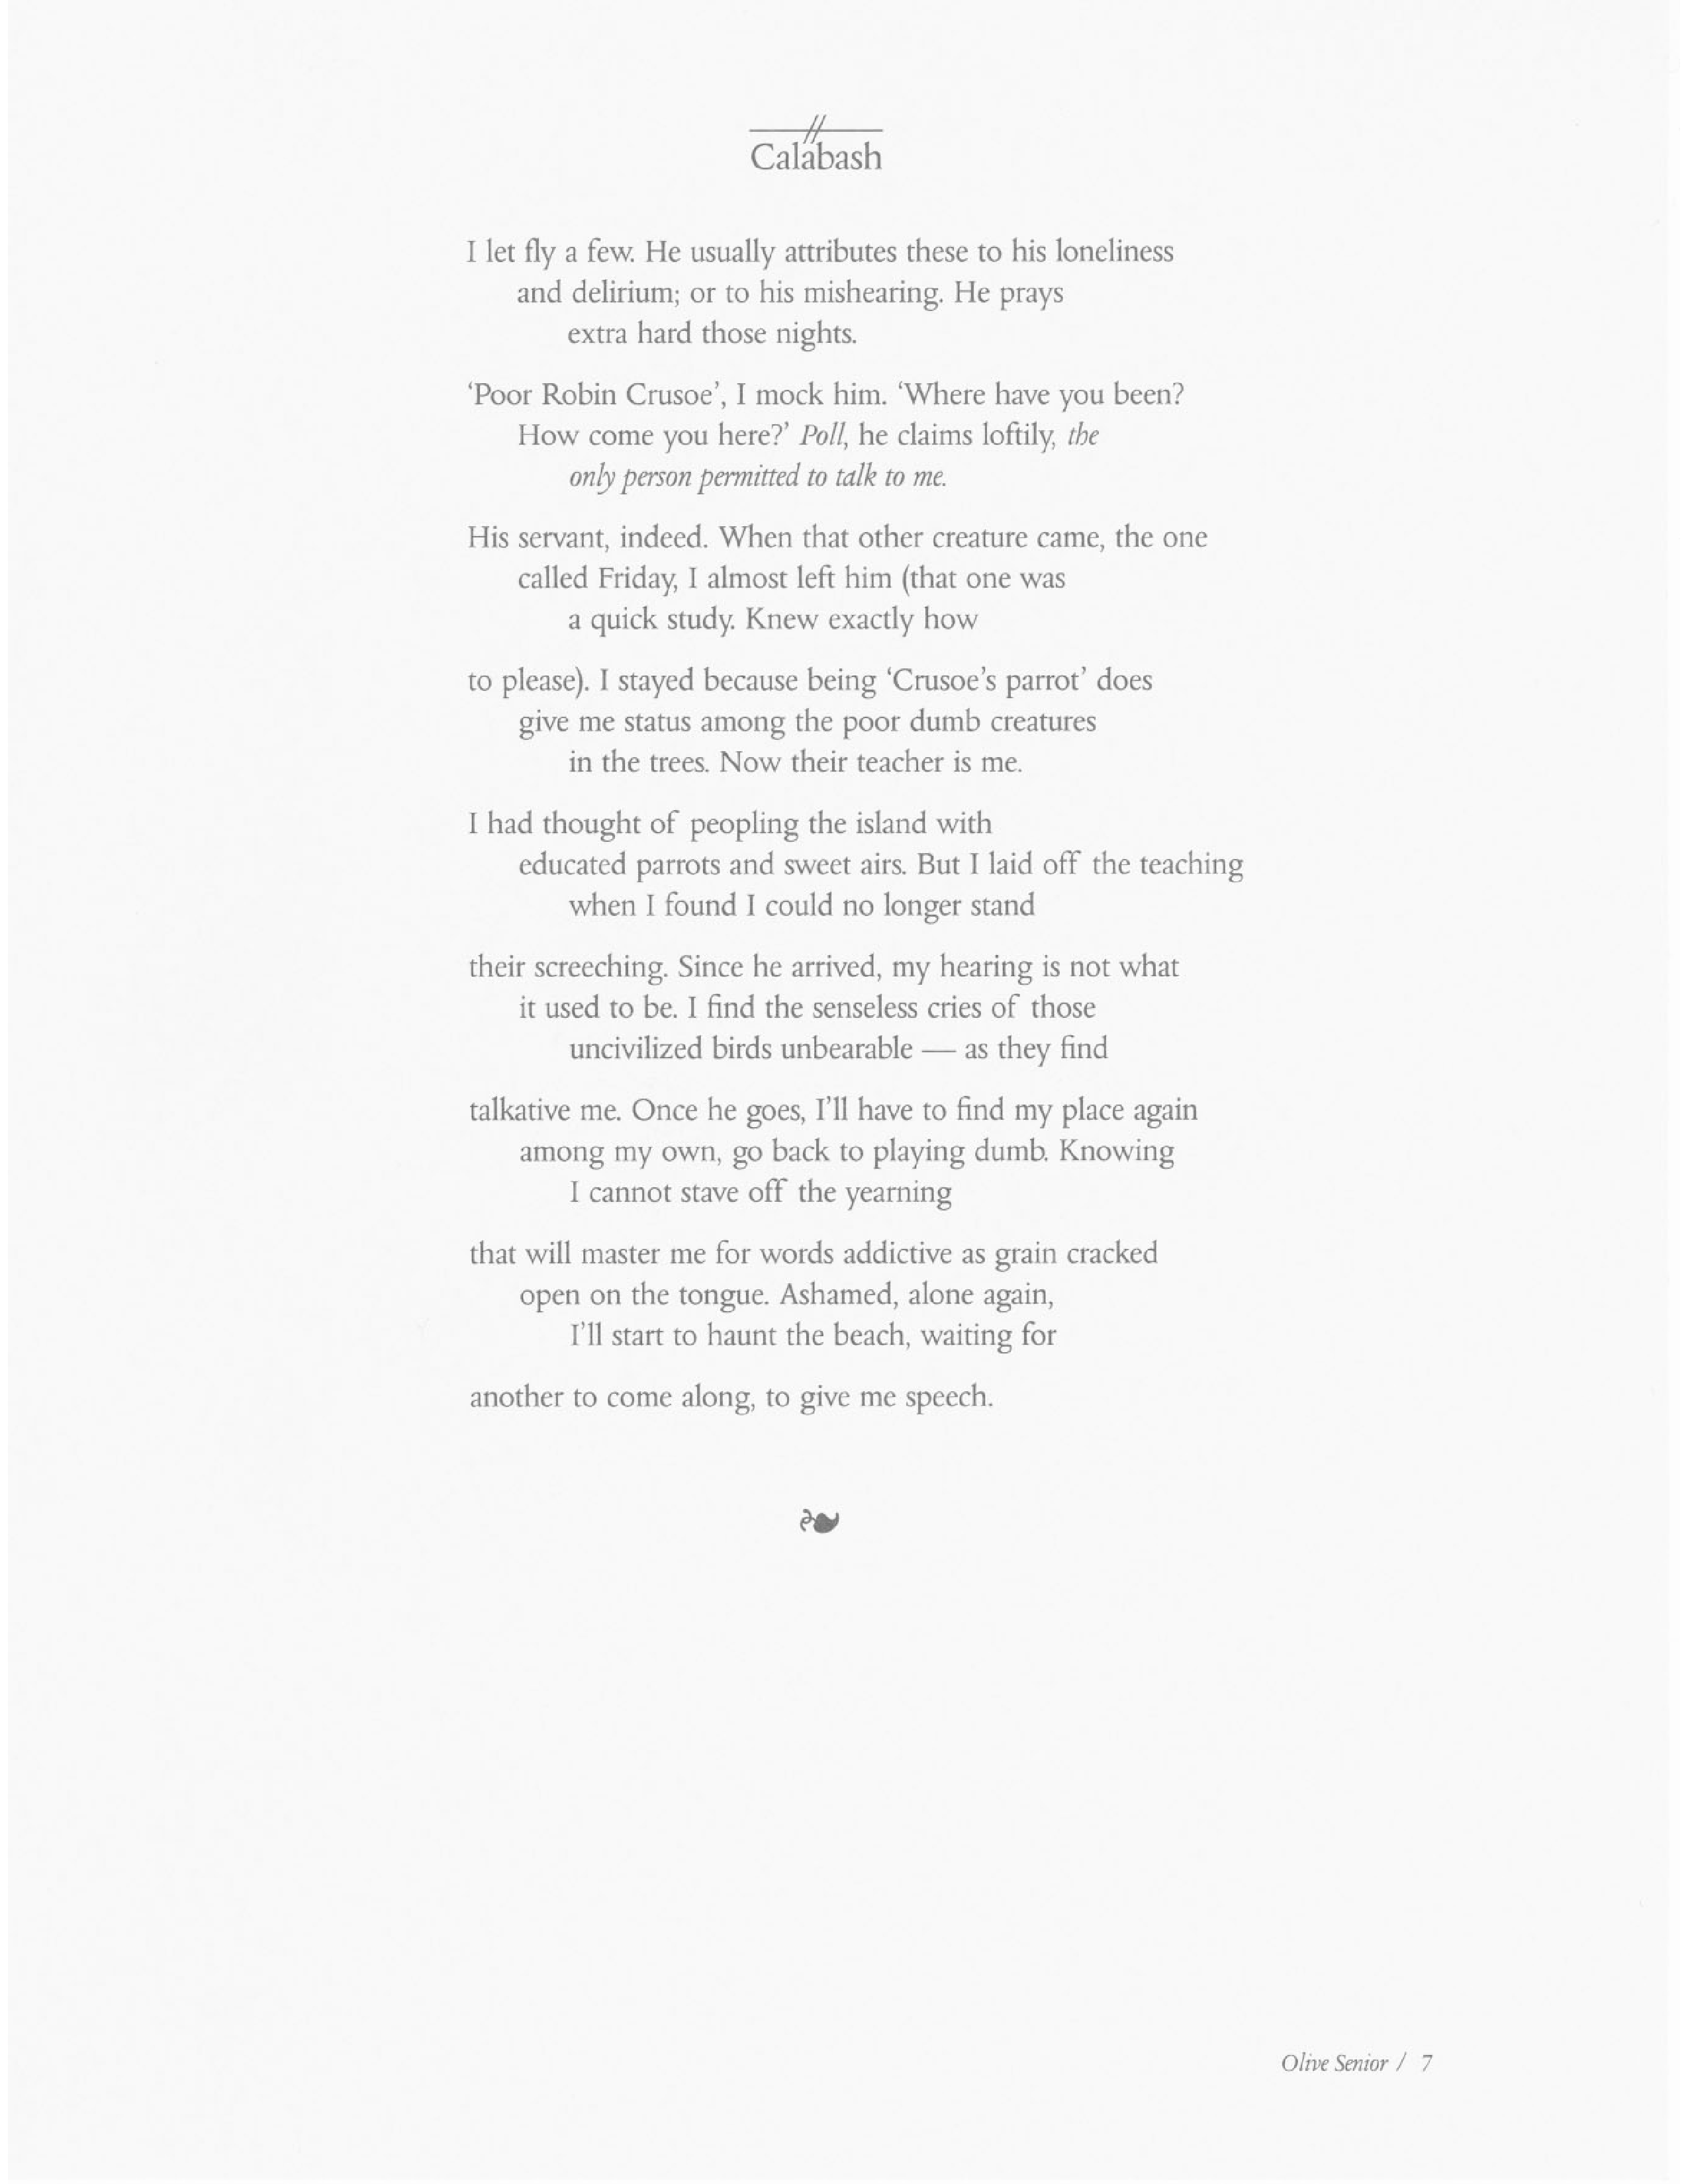 Calabash
I let fly a few. He usually attributes these to his loneliness
and delirium; or to his mishearing. He prays
extra hard those nights.
‘Poor Robin Crusoe’, I mock him. ‘Where have you been?
How come you here?’ Poll, he claims loftily, the
only person permitted to talk to me.
His servant, indeed. When that other creature came, the one
called Friday, I almost left him (that one was
a quick study. Knew exactly how
to please). I stayed because being ‘Crusoe’s parrot’ does
give me status among the poor dumb creatures
in the trees. Now their teacher is me.
I had thought of peopling the island with
educated parrots and sweet airs. But I laid off the teaching
when I found I could no longer stand
their screeching. Since he arrived, my hearing is not what
it used to be. I find the senseless cries of those
uncivilized birds unbearable — as they find
talkative me. Once he goes, I’ll have to find my place again
among my own, go back to playing dumb. Knowing
I cannot stave off the yearning
that will master me for words addictive as grain cracked
open on the tongue. Ashamed, alone again,
I’ll start to haunt the beach, waiting for
another to come along, to give me speech.
Olive Senior / 7